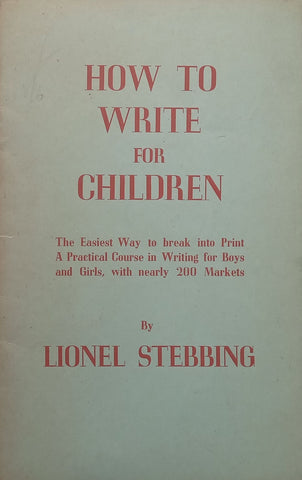 HOW TO
WRITE
FOR
CHILDREN
The Easiest Way to break into Print
A Practical Course in Writing for Boys
and Girls, with nearly 200 Markets
By
LIONEL STEBBING